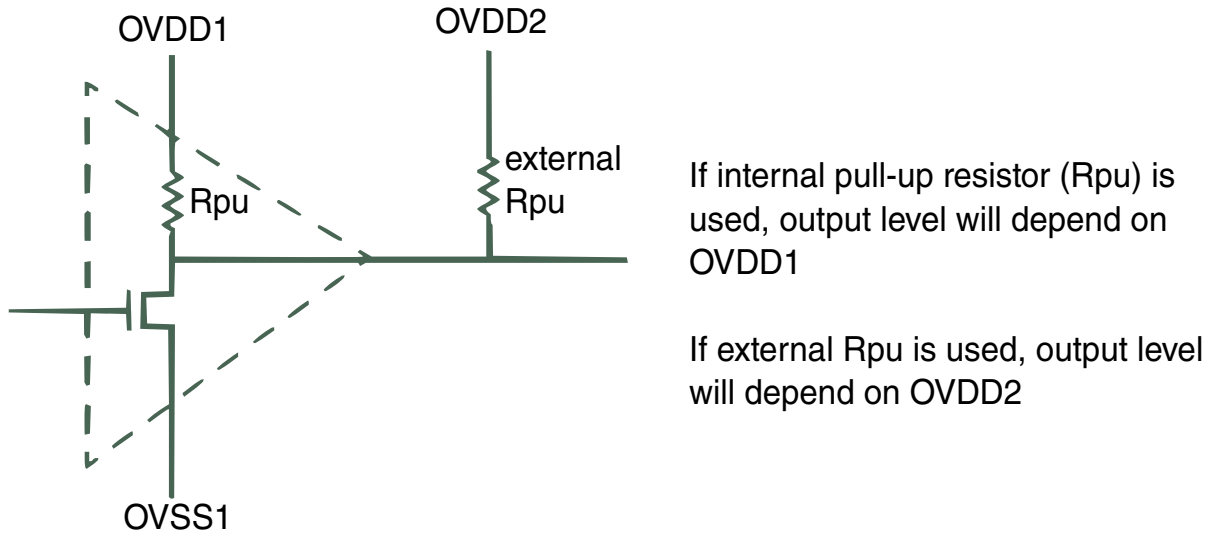 OVDD1
OVDD2
Rpu
external
Rpu
OVSS1
If internal pull-up resistor (Rpu) is
used, output level will depend on
OVDD1
If external Rpu is used, output level
will depend on OVDD2